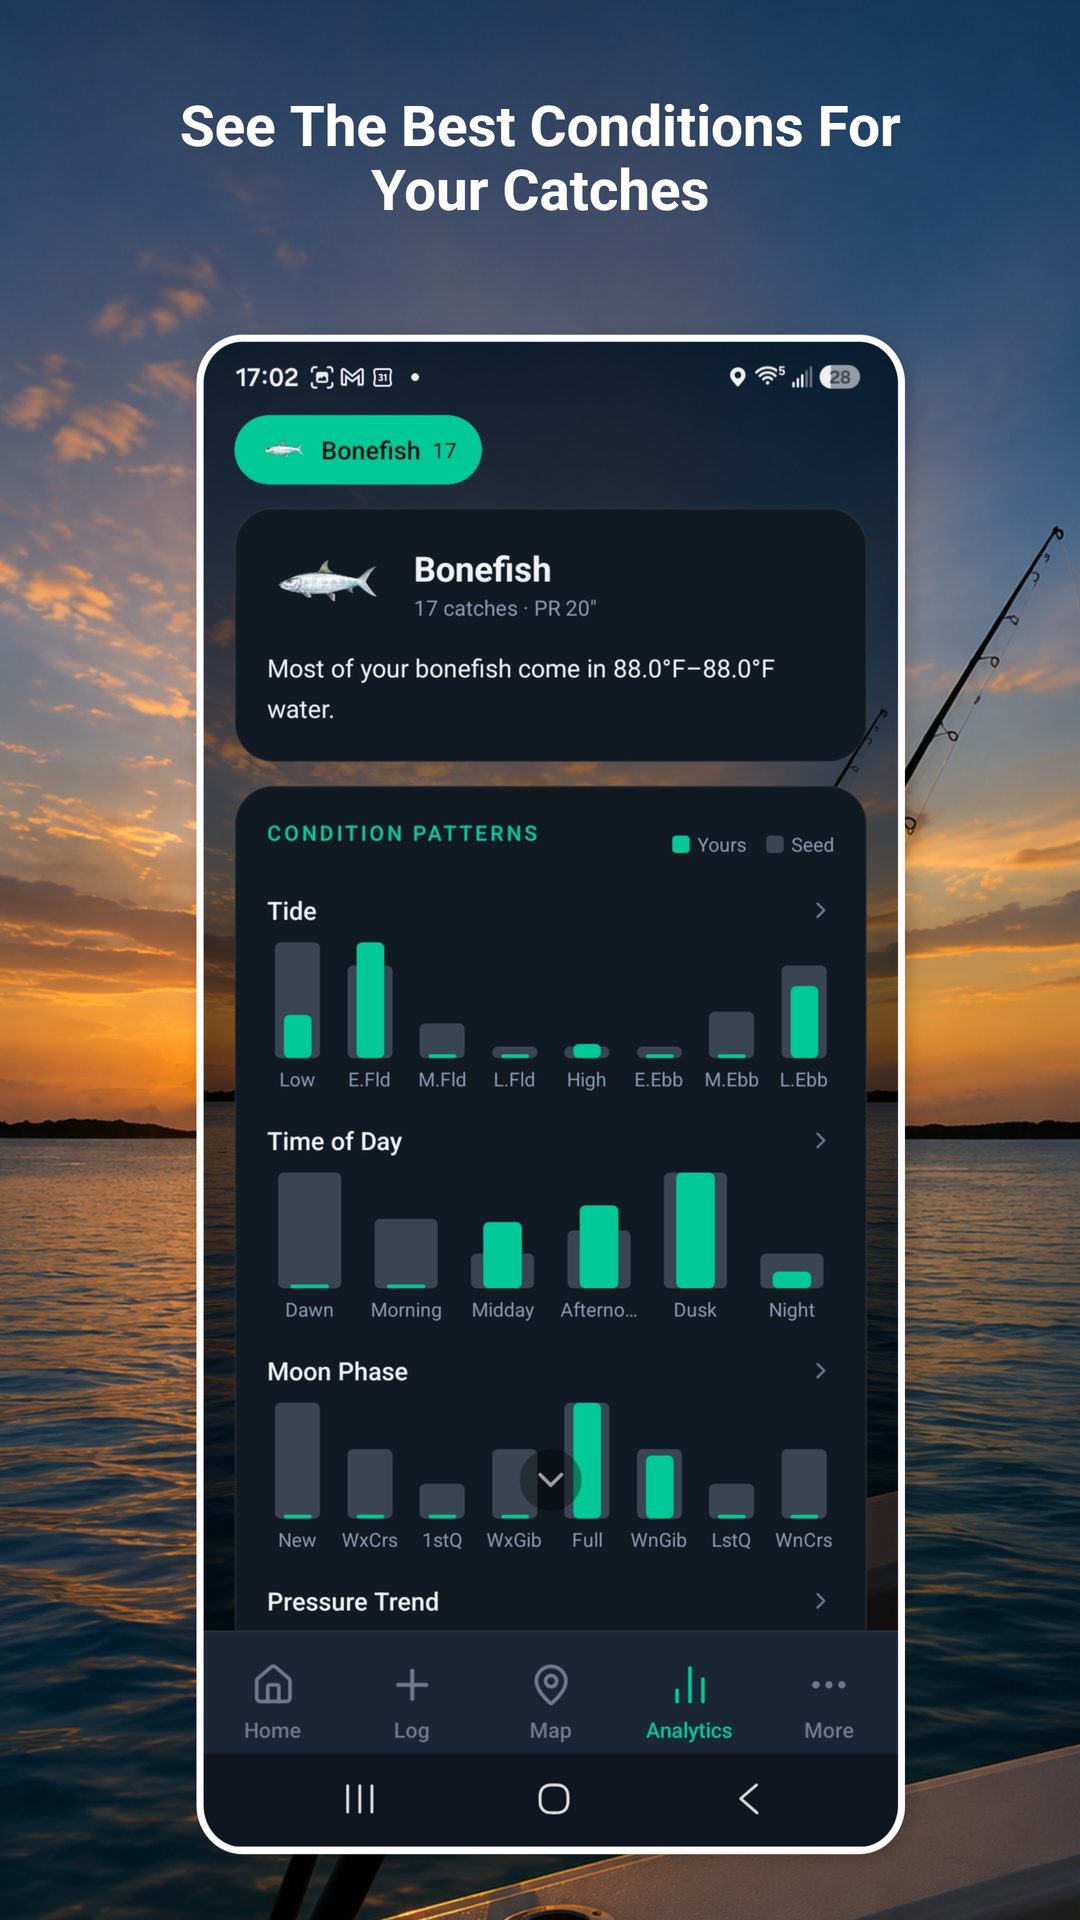 See The Best Conditions For
Your Catches
17:02 31 5 28
Bonefish 17
Bonefish
17 catches · PR 20"
Most of your bonefish come in 88.0°F–88.0°F
water.
CONDITION PATTERNS
Yours Seed
Tide
Low E.Fld M.Fld L.Fld High E.Ebb M.Ebb L.Ebb
Time of Day
Dawn Morning Midday Afterno... Dusk Night
Moon Phase
New WxCrs 1stQ WxGib Full WnGib LstQ WnCrs
Pressure Trend
Home Log Map Analytics More